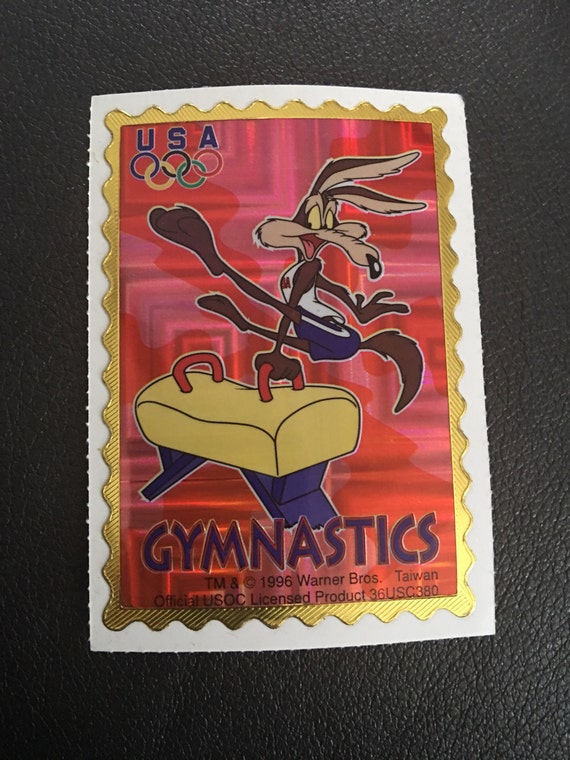 USA
GYMNASTICS
TM & © 1996 Warner Bros. Taiwan
Official USOC Licensed Product 36USC380